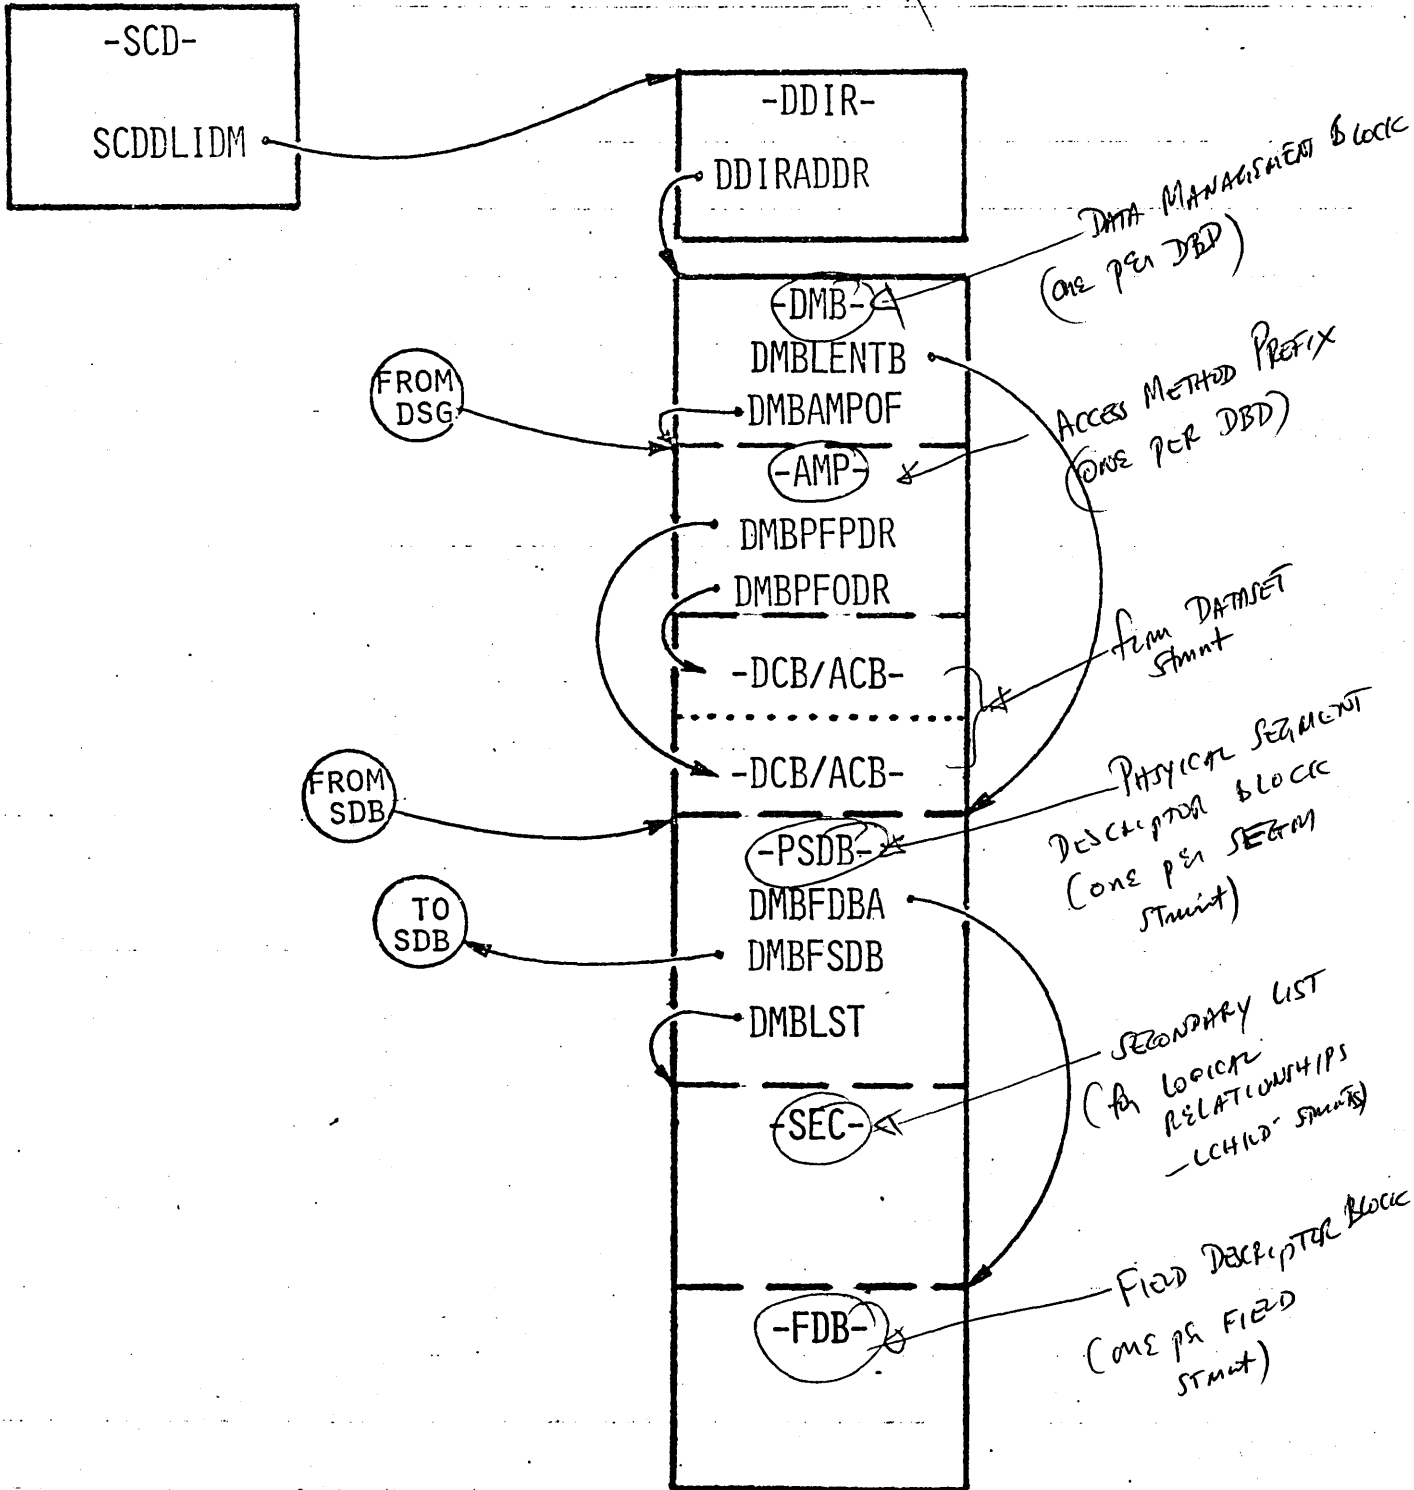 -SCD-
SCDDLIDM
-DDIR-
DDIRADDR
DATA MANAGEMENT BLOCK
(ONE PER DBD)
-DMB-
DMBLENTB
DMBAMPOF
FROM
DSG
ACCESS METHOD PREFIX
(ONE PER DBD)
-AMP-
DMBPFPDR
DMBPFODR
from DATASET
stmnt
-DCB/ACB-
-DCB/ACB-
FROM
SDB
PHSYICAL SEGMENT
DESCRIPTOR BLOCK
(ONE PER SEGM
STmnt)
-PSDB-
DMBFDBA
TO
SDB
DMBFSDB
DMBLST
SECONDARY LIST
(for LOGICAL
RELATIONSHIPS
-LCHILD stmnts)
-SEC-
FIELD DESCRIPTOR BLOCK
(ONE PER FIELD
STMnt)
-FDB-